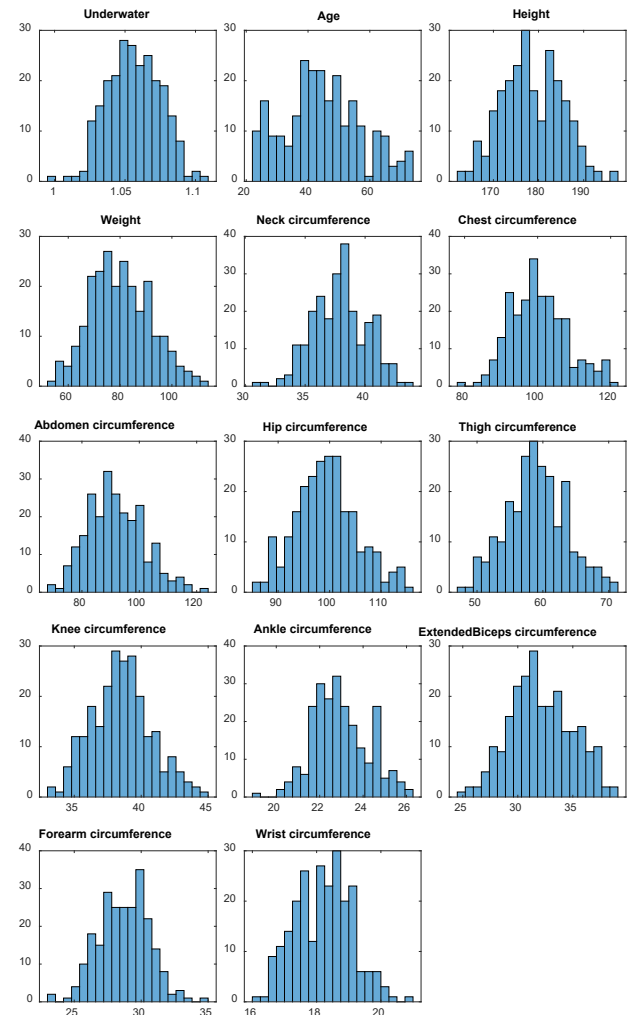 Underwater Age Height
30 30 30
20 20 20
10 10 10
0 0 0
1 1.05 1.1 20 40 60 170 180 190
Weight Neck circumference Chest circumference
30 40 40
30 30
20
20 20
10
10 10
0 0 0
60 80 100 30 35 40 80 100 120
Abdomen circumference Hip circumference Thigh circumference
40 30 30
30
20 20
20
10 10
10
0 0 0
80 100 120 90 100 110 50 60 70
Knee circumference Ankle circumference ExtendedBiceps circumference
30 40 30
30
20 20
20
10 10
10
0 0 0
35 40 45 20 22 24 26 25 30 35
Forearm circumference Wrist circumference
40 30
30
20
20
10
10
0 0
25 30 35 16 18 20